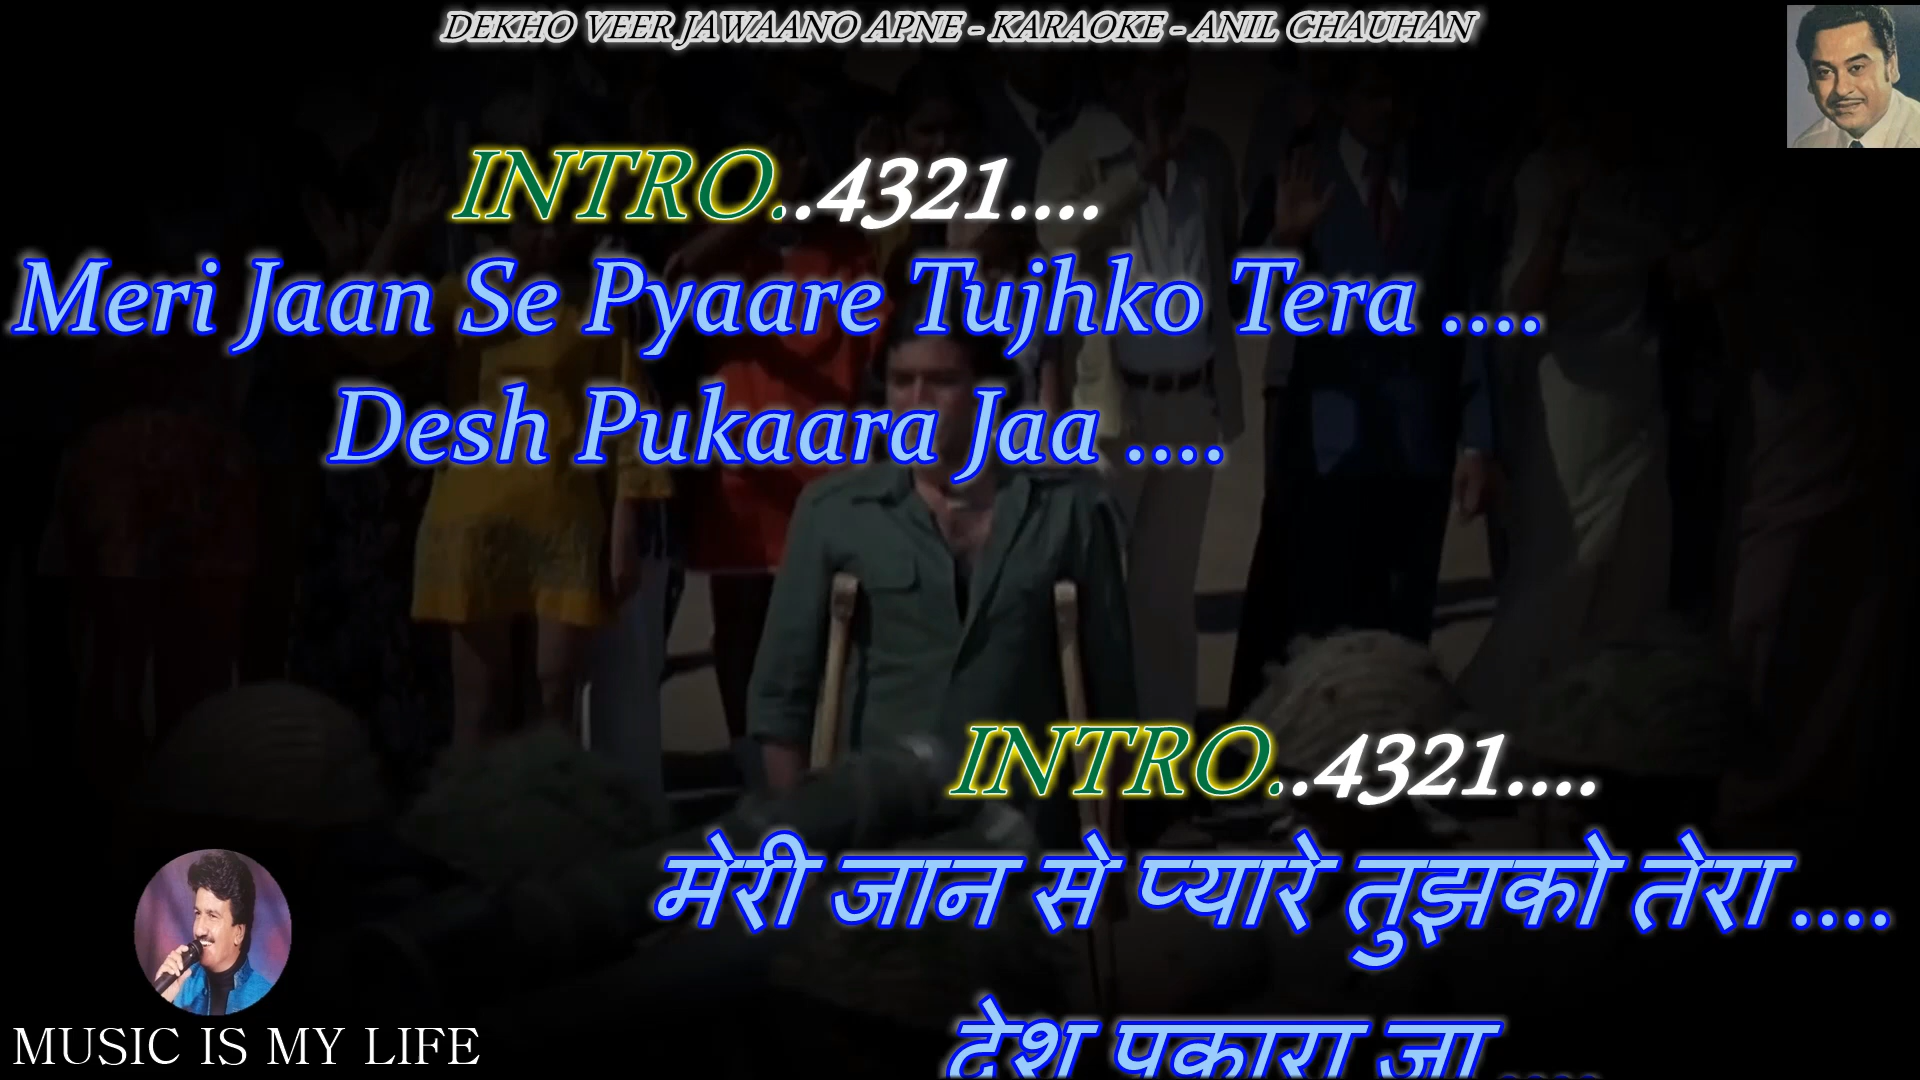 DEKHO VEER JAWAANO APNE - KARAOKE - ANIL CHAUHAN
INTRO..4321....
Meri Jaan Se Pyaare Tujhko Tera ....
Desh Pukaara Jaa ....
INTRO..4321....
मेरी जान से प्यारे तुझको तेरा ....
देश पुकारा जा ....
MUSIC IS MY LIFE